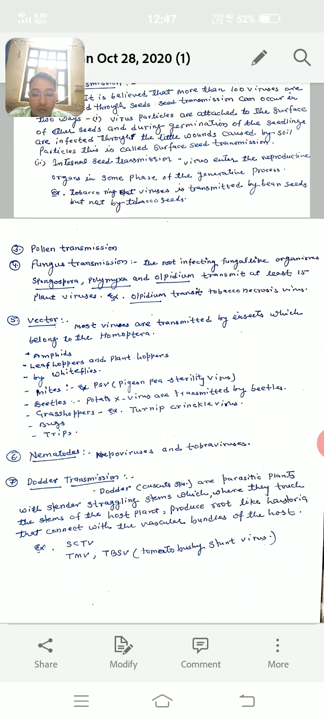 12:47
52%
n Oct 28, 2020 (1)
It is believed that more than 100 viruses are
d through seeds seed transmission can occur in
two ways - (i) virus particles are attached to the surface
of other seeds and during germination of the seedlings
are infected throught the little wounds caused by soil
Particles this is called Surface seed transmission.
(ii) Internal Seed transmission - virus enter the reproductive
organs in some phase of the generative process.
Ex. Tobacco ring viruses is transmitted by bean seeds
but not by tobacco seeds.
③ Pollen transmission
④ Fungus transmission :- the root infecting fungal like organisms
Spongospora, Polymyxa and olpidium transmit at least 15
Plant viruses. Ex. olpidium transit tobacco necrosis virus.
⑤ Vector :. Most viruses are transmitted by insects which
belong to the Homoptera.
• Amphids
- Leaf hoppers and Plant hoppers
- by whiteflies.
- Mites :- Ex PSV (Pigeon Pea sterility virus)
- Beetles :- Potato x-virus are transmitted by beetles.
- Grasshoppers - Ex. Turnip crinckle virus.
- Bugs
- Trips.
⑥ Nematodes :. Nepoviruses and tobraviruses.
⑦ Dodder Transmission :.-
Dodder (cuscuta spe.) are parasitic plants
with slender straggling stems which, where they touch
the stems of the host plant, produce root like haustoria
that connect with the vascular bundles of the host.
Ex. SCTV
TMV, TBSV (tomato bushy stunt virus.)
Share
Modify
Comment
More